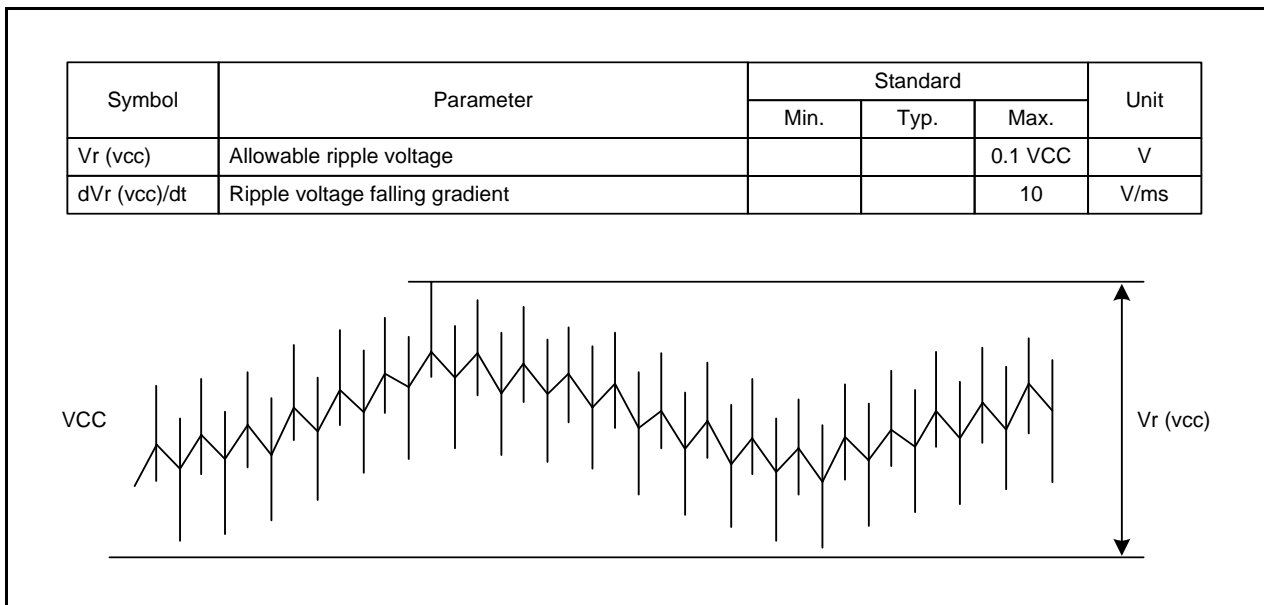 Symbol Parameter Standard Unit
Min. Typ. Max.
Vr (vcc) Allowable ripple voltage 0.1 VCC V
dVr (vcc)/dt Ripple voltage falling gradient 10 V/ms
VCC
Vr (vcc)